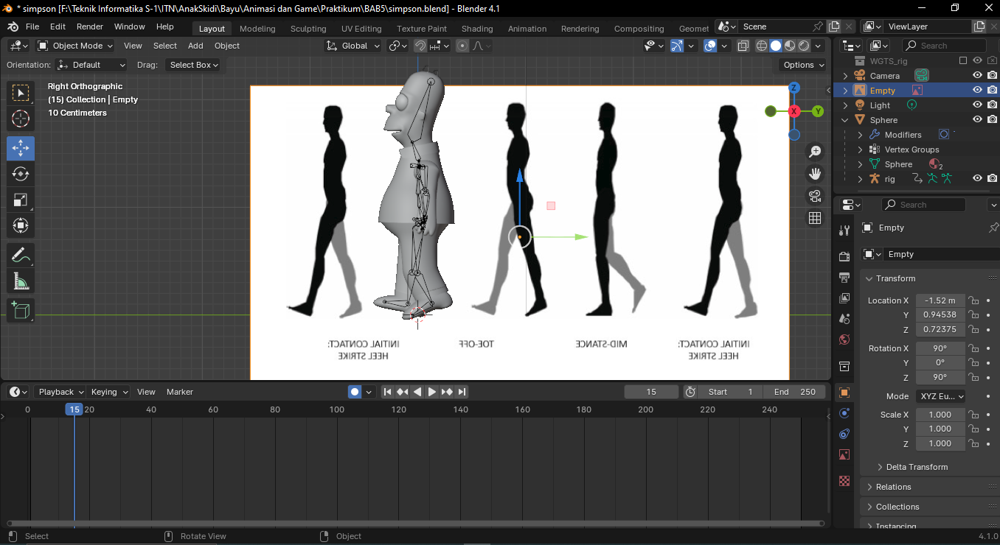 * simpson [F:\Teknik Informatika S-1\ITN\AnakSkidi\Bayu\Animasi dan Game\Praktikum\BAB5\simpson.blend] - Blender 4.1
File Edit Render Window Help Layout Modeling Sculpting UV Editing Texture Paint Shading Animation Rendering Compositing Geomet Scene ViewLayer
Object Mode View Select Add Object Global Search
Orientation: Default Drag: Select Box Options
WGTS_rig
Camera
Empty
Light
Sphere
Modifiers
Vertex Groups
Sphere 2
rig
Right Orthographic
(15) Collection | Empty
10 Centimeters
Z
X
Y
INITIAL CONTACT:
HEEL STRIKE
TOE-OFF
MID-STANCE
INITIAL CONTACT:
HEEL STRIKE
Search
Empty
Empty
Transform
Location X -1.52 m
Y 0.94538
Z 0.72375
Rotation X 90°
Y 0°
Z 90°
Mode XYZ Eu...
Scale X 1.000
Y 1.000
Z 1.000
Delta Transform
Relations
Collections
Instancing
Playback Keying View Marker 15 Start 1 End 250
0 15 20 40 60 80 100 120 140 160 180 200 220 240
Select Rotate View Object 4.1.0